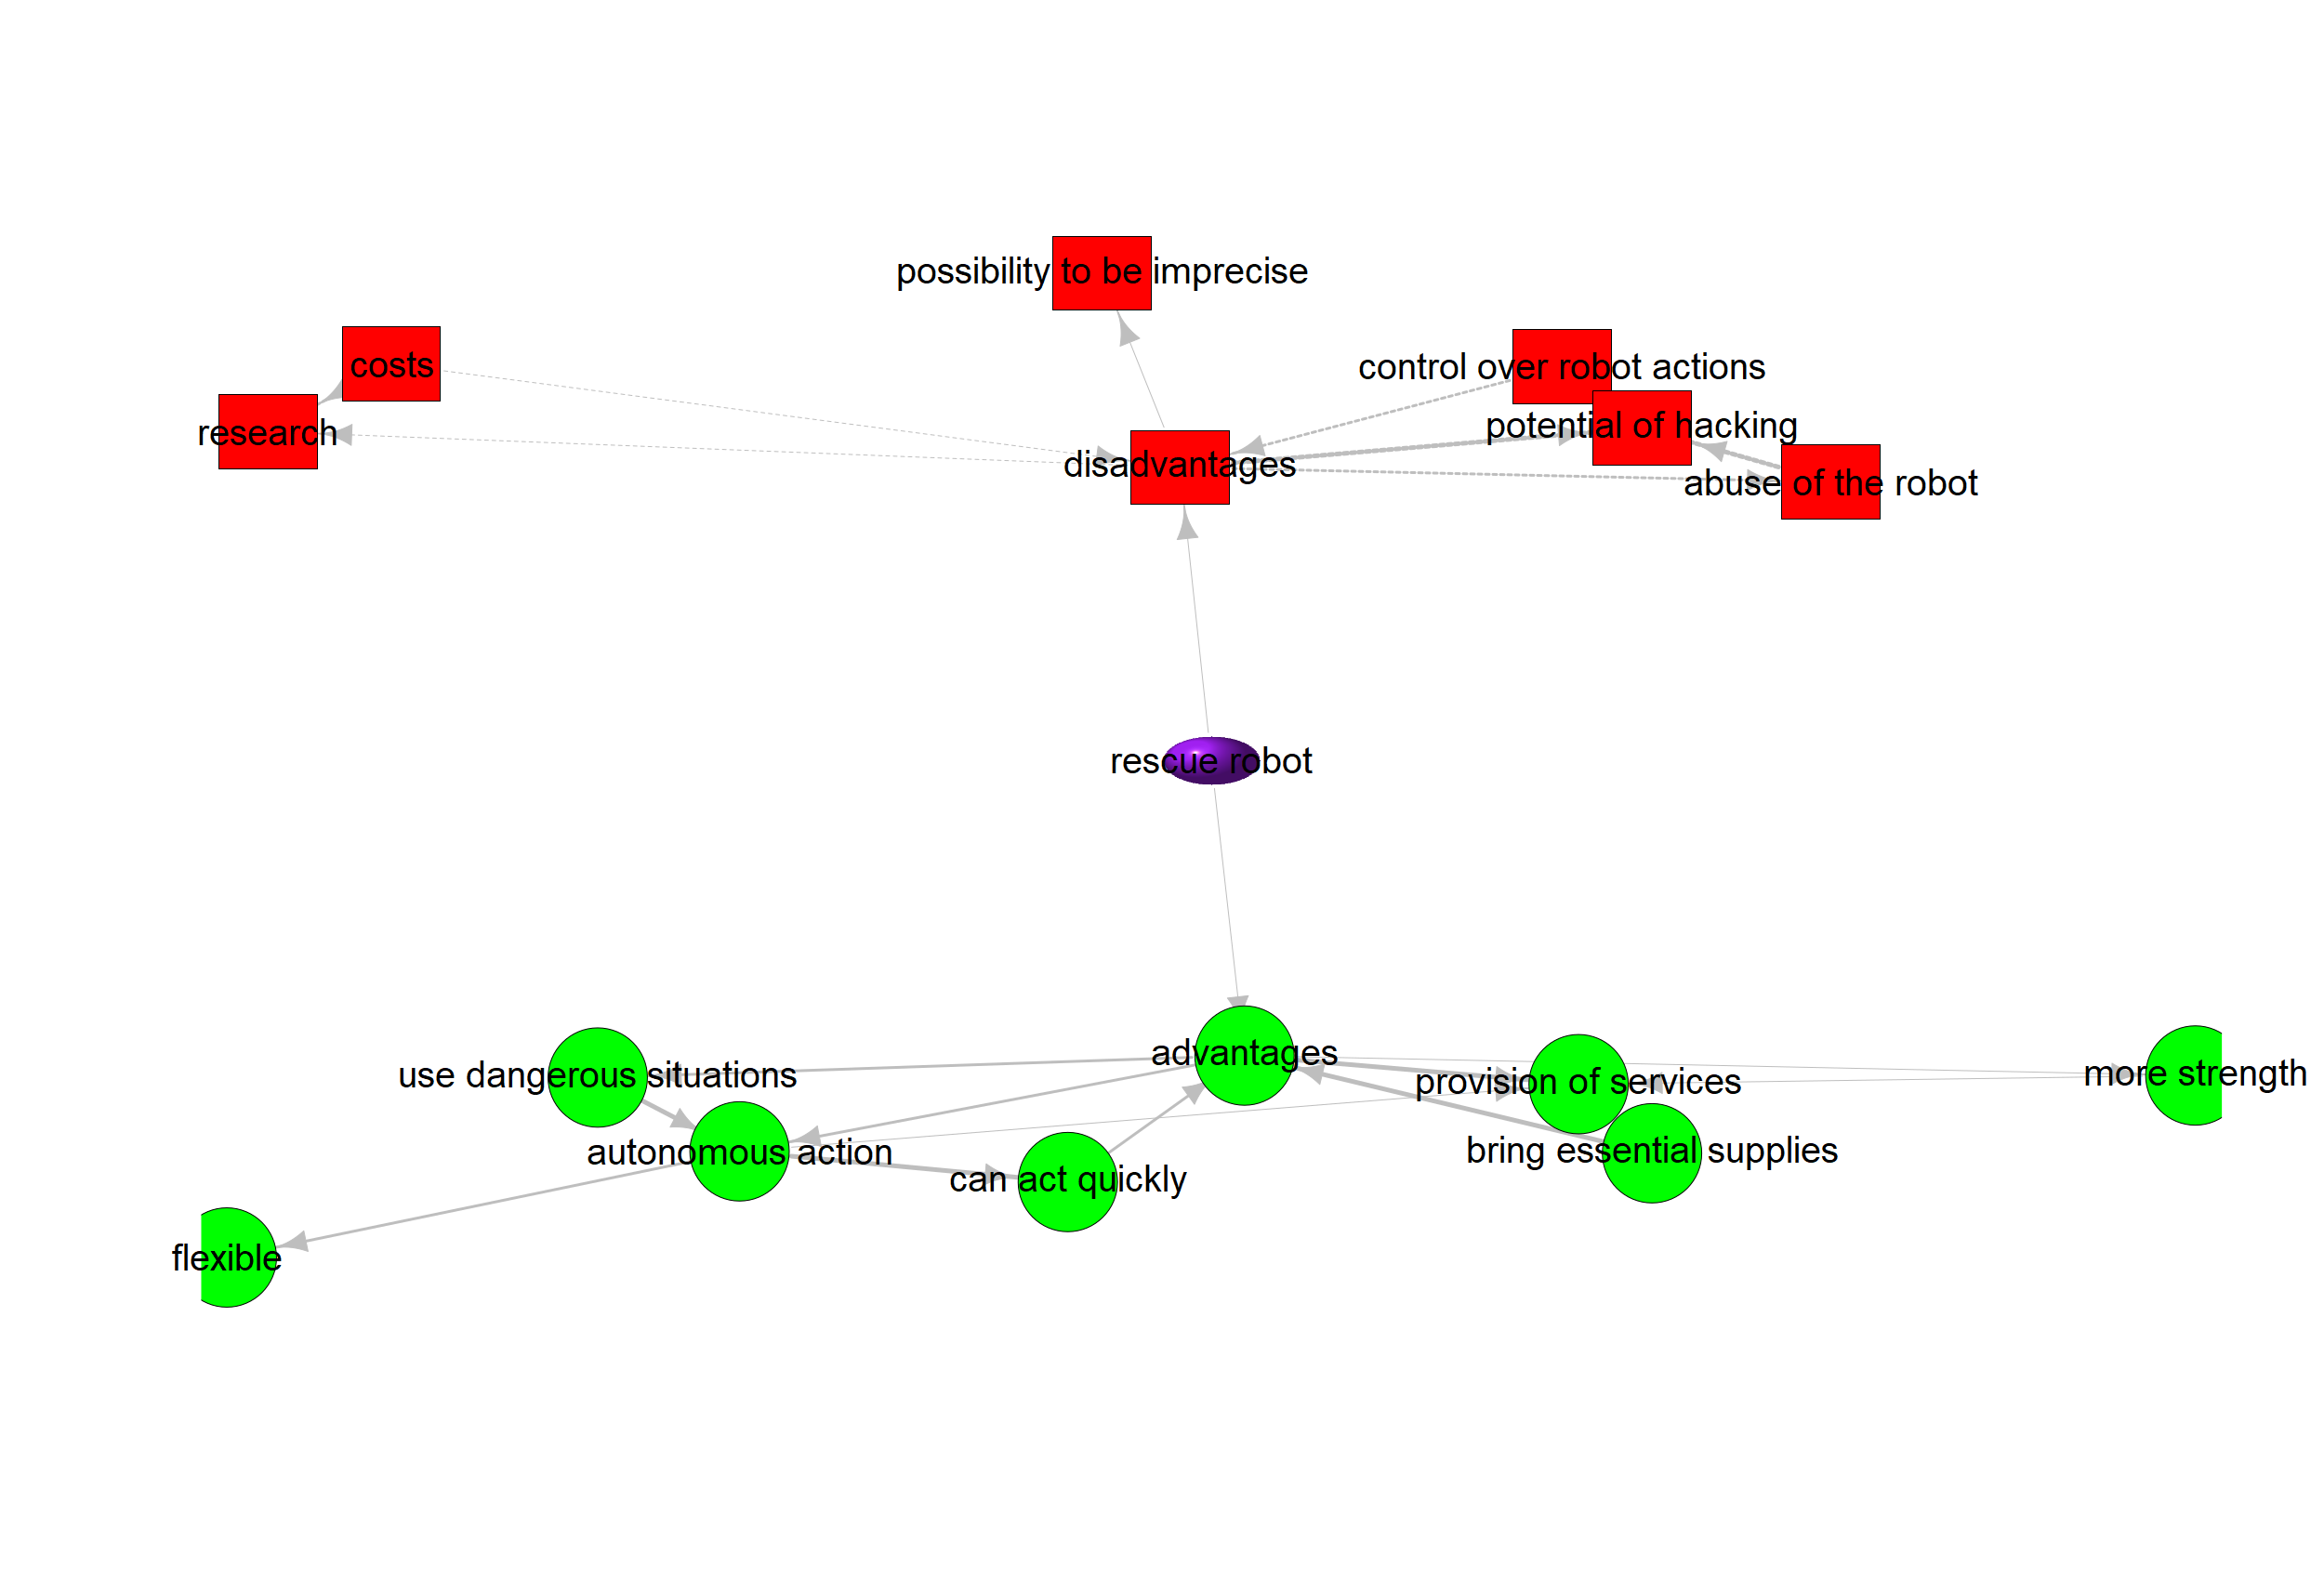 possibility to be imprecise
costs
control over robot actions
research
potential of hacking
disadvantages
abuse of the robot
rescue robot
advantages
use dangerous situations
provision of services
more strength
autonomous action
bring essential supplies
can act quickly
flexible